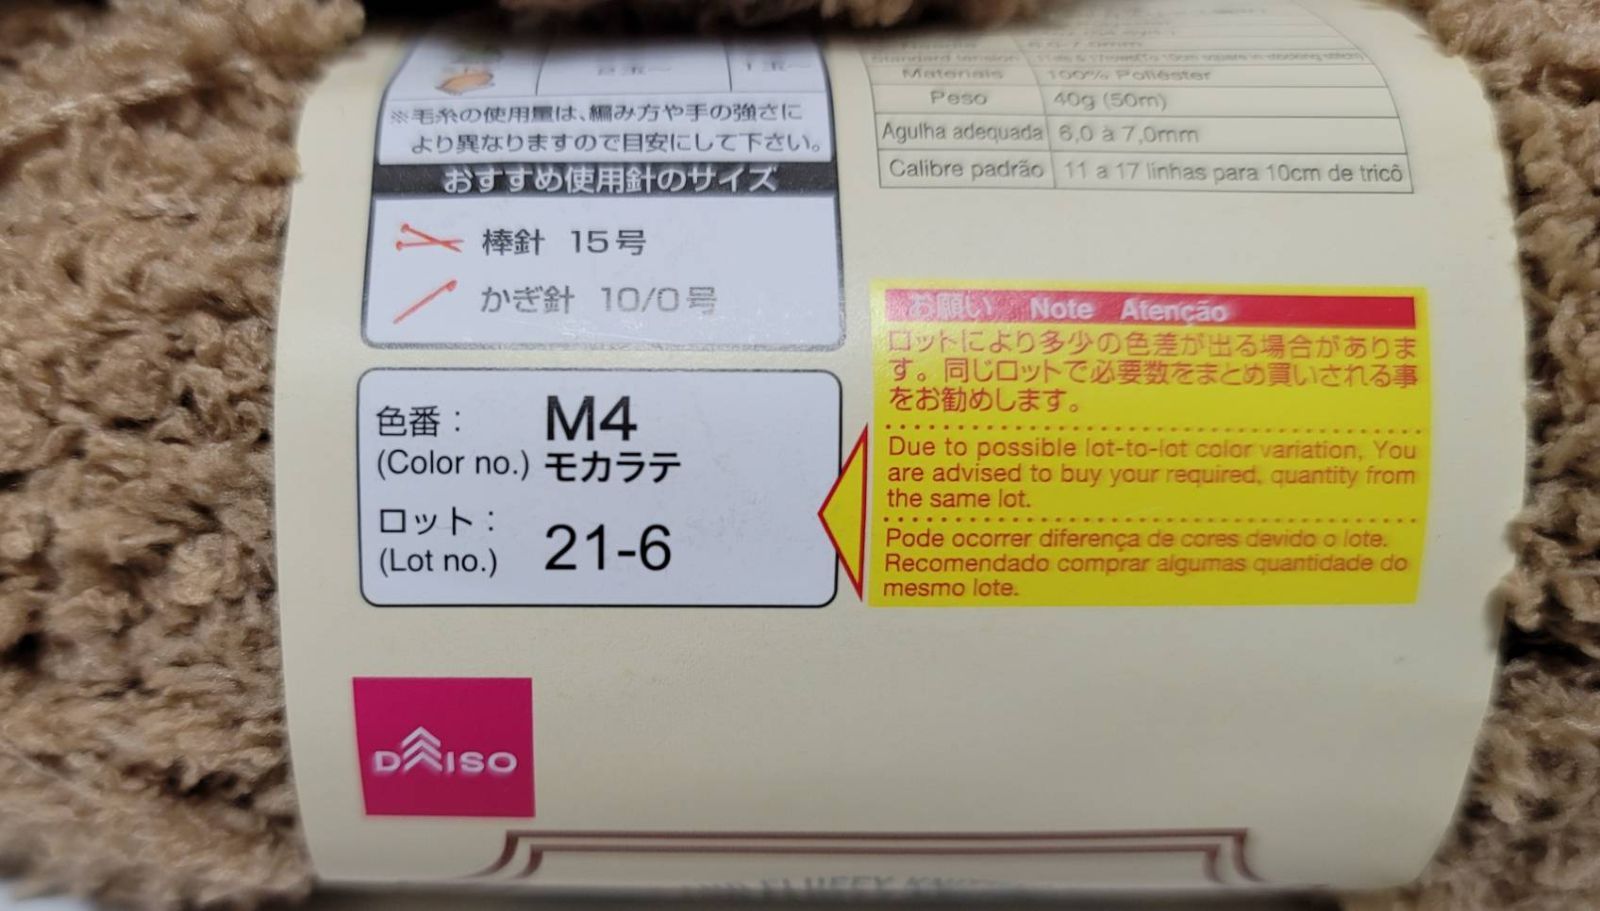 2玉～
1玉～
※毛糸の使用量は、編み方や手の強さに
より異なりますので目安にして下さい。
おすすめ使用針のサイズ
棒針 15号
かぎ針 10/0号
Standard tension
Materiais 100% Poliéster
Peso 40g (50m)
Agulha adequada 6,0 à 7,0mm
Calibre padrão 11 a 17 linhas para 10cm de tricô
色番： M4
(Color no.) モカラテ
ロット： 21-6
(Lot no.)
お願い Note Atenção
ロットにより多少の色差が出る場合がありま
す。同じロットで必要数をまとめ買いされる事
をお勧めします。
Due to possible lot-to-lot color variation, You
are advised to buy your required, quantity from
the same lot.
Pode ocorrer diferença de cores devido o lote.
Recomendado comprar algumas quantidade do
mesmo lote.
DAISO